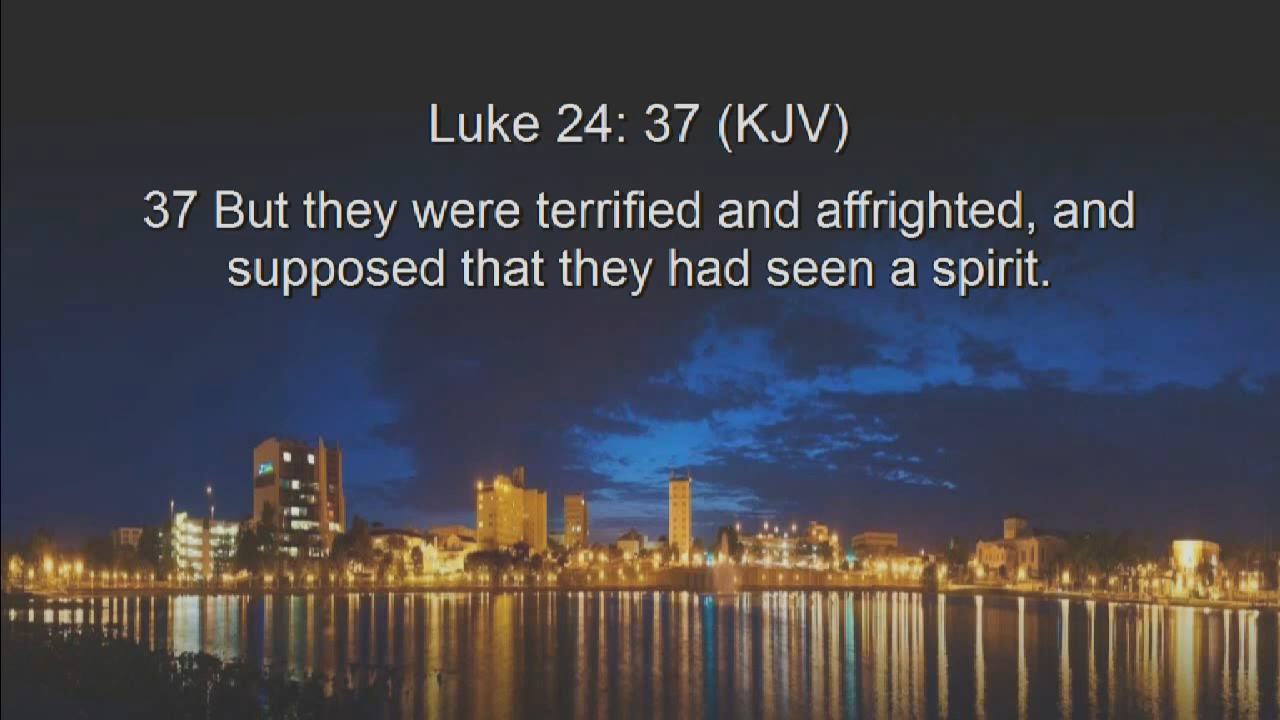 Luke 24: 37 (KJV)
37 But they were terrified and affrighted, and
supposed that they had seen a spirit.